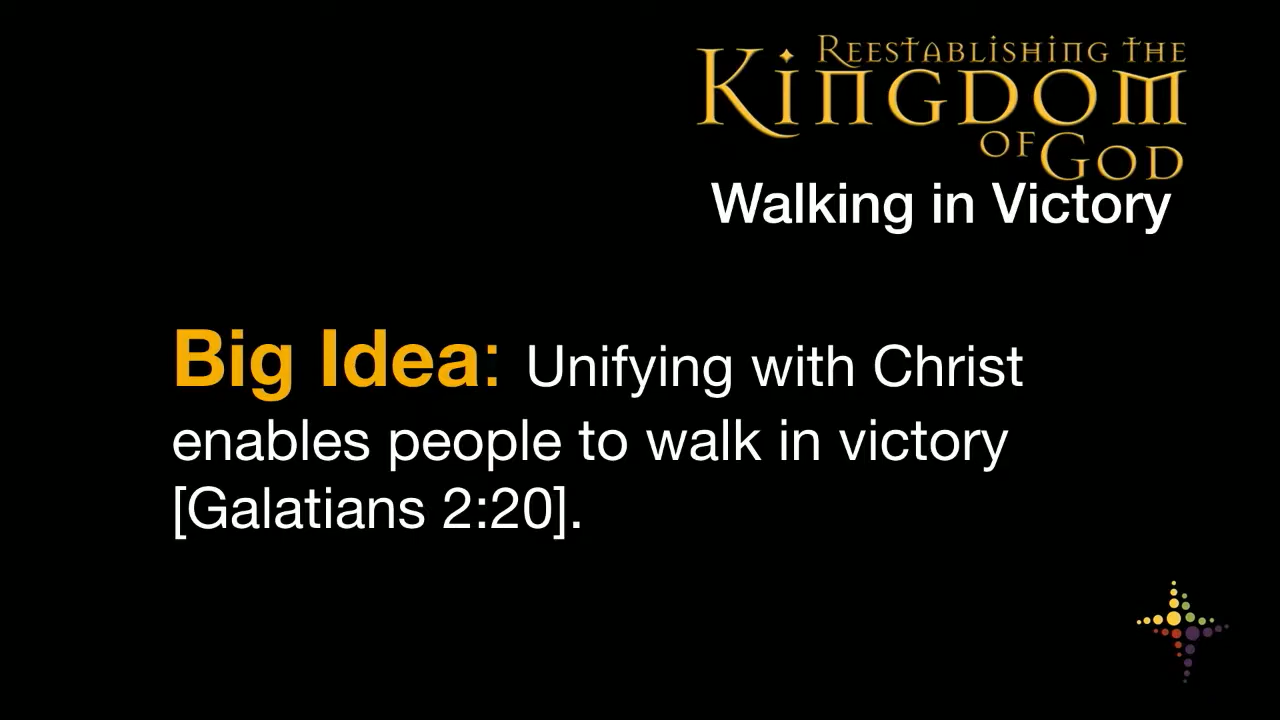 Reestablishing the
Kingdom
of God
Walking in Victory
Big Idea: Unifying with Christ
enables people to walk in victory
[Galatians 2:20].